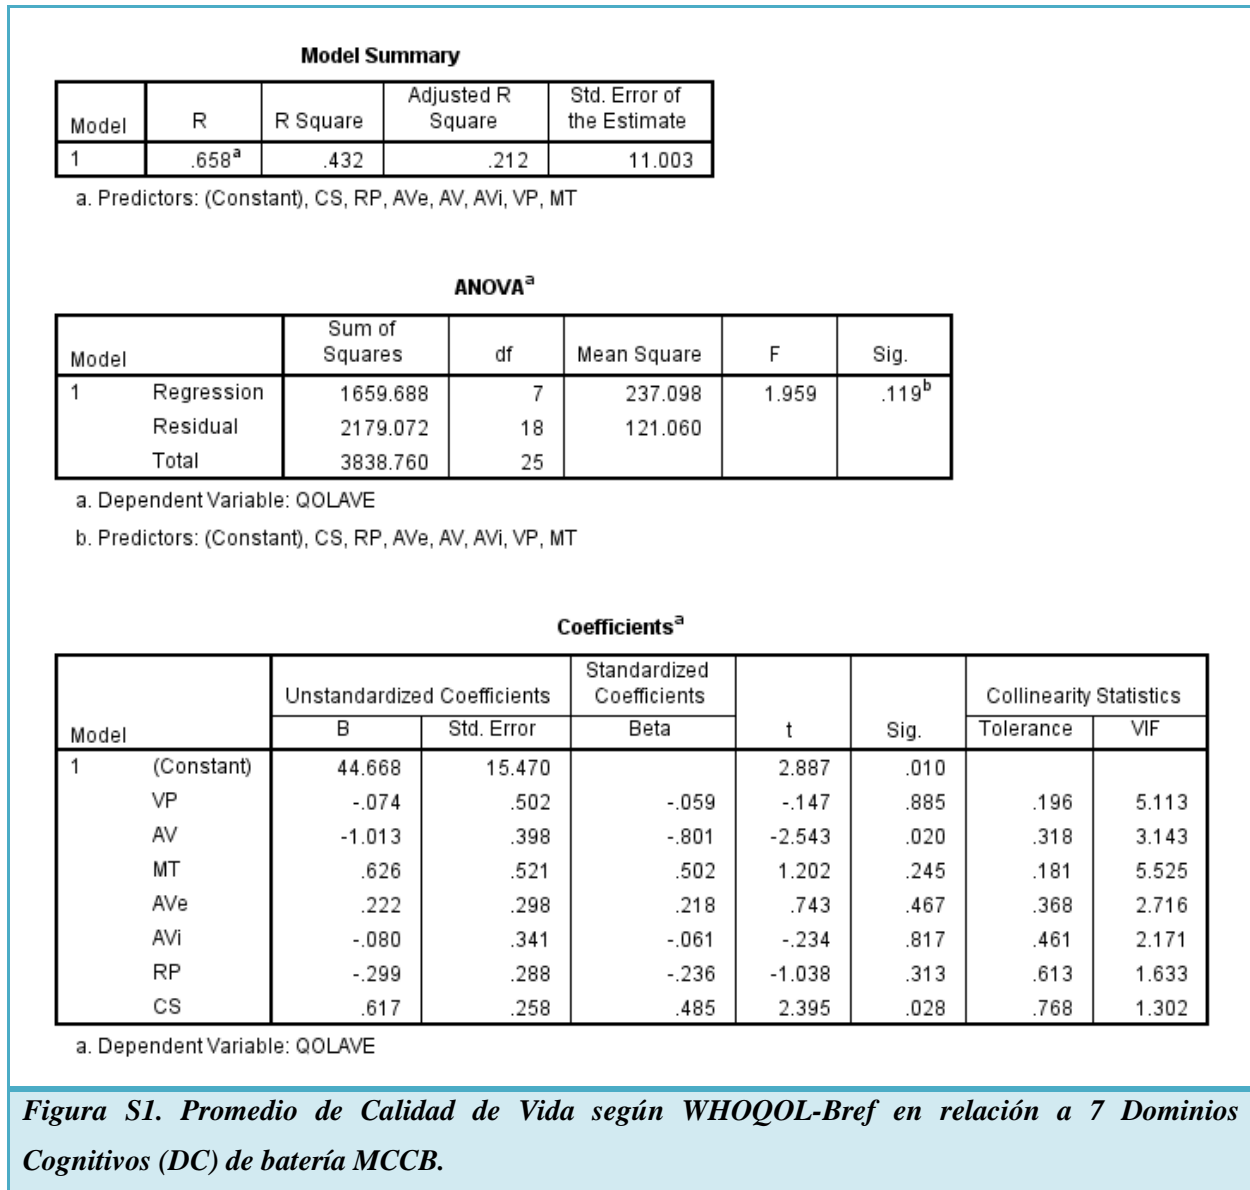 Model Summary
Model R R Square Adjusted R Square Std. Error of the Estimate
1 .658a .432 .212 11.003
a. Predictors: (Constant), CS, RP, AVe, AV, AVi, VP, MT
ANOVAa
Model Sum of Squares df Mean Square F Sig.
1 Regression 1659.688 7 237.098 1.959 .119b
Residual 2179.072 18 121.060
Total 3838.760 25
a. Dependent Variable: QOLAVE
b. Predictors: (Constant), CS, RP, AVe, AV, AVi, VP, MT
Coefficientsa
Model Unstandardized Coefficients Standardized Coefficients t Sig. Collinearity Statistics
B Std. Error Beta Tolerance VIF
1 (Constant) 44.668 15.470 2.887 .010
VP -.074 .502 -.059 -.147 .885 .196 5.113
AV -1.013 .398 -.801 -2.543 .020 .318 3.143
MT .626 .521 .502 1.202 .245 .181 5.525
AVe .222 .298 .218 .743 .467 .368 2.716
AVi -.080 .341 -.061 -.234 .817 .461 2.171
RP -.299 .288 -.236 -1.038 .313 .613 1.633
CS .617 .258 .485 2.395 .028 .768 1.302
a. Dependent Variable: QOLAVE
Figura S1. Promedio de Calidad de Vida según WHOQOL-Bref en relación a 7 Dominios
Cognitivos (DC) de batería MCCB.